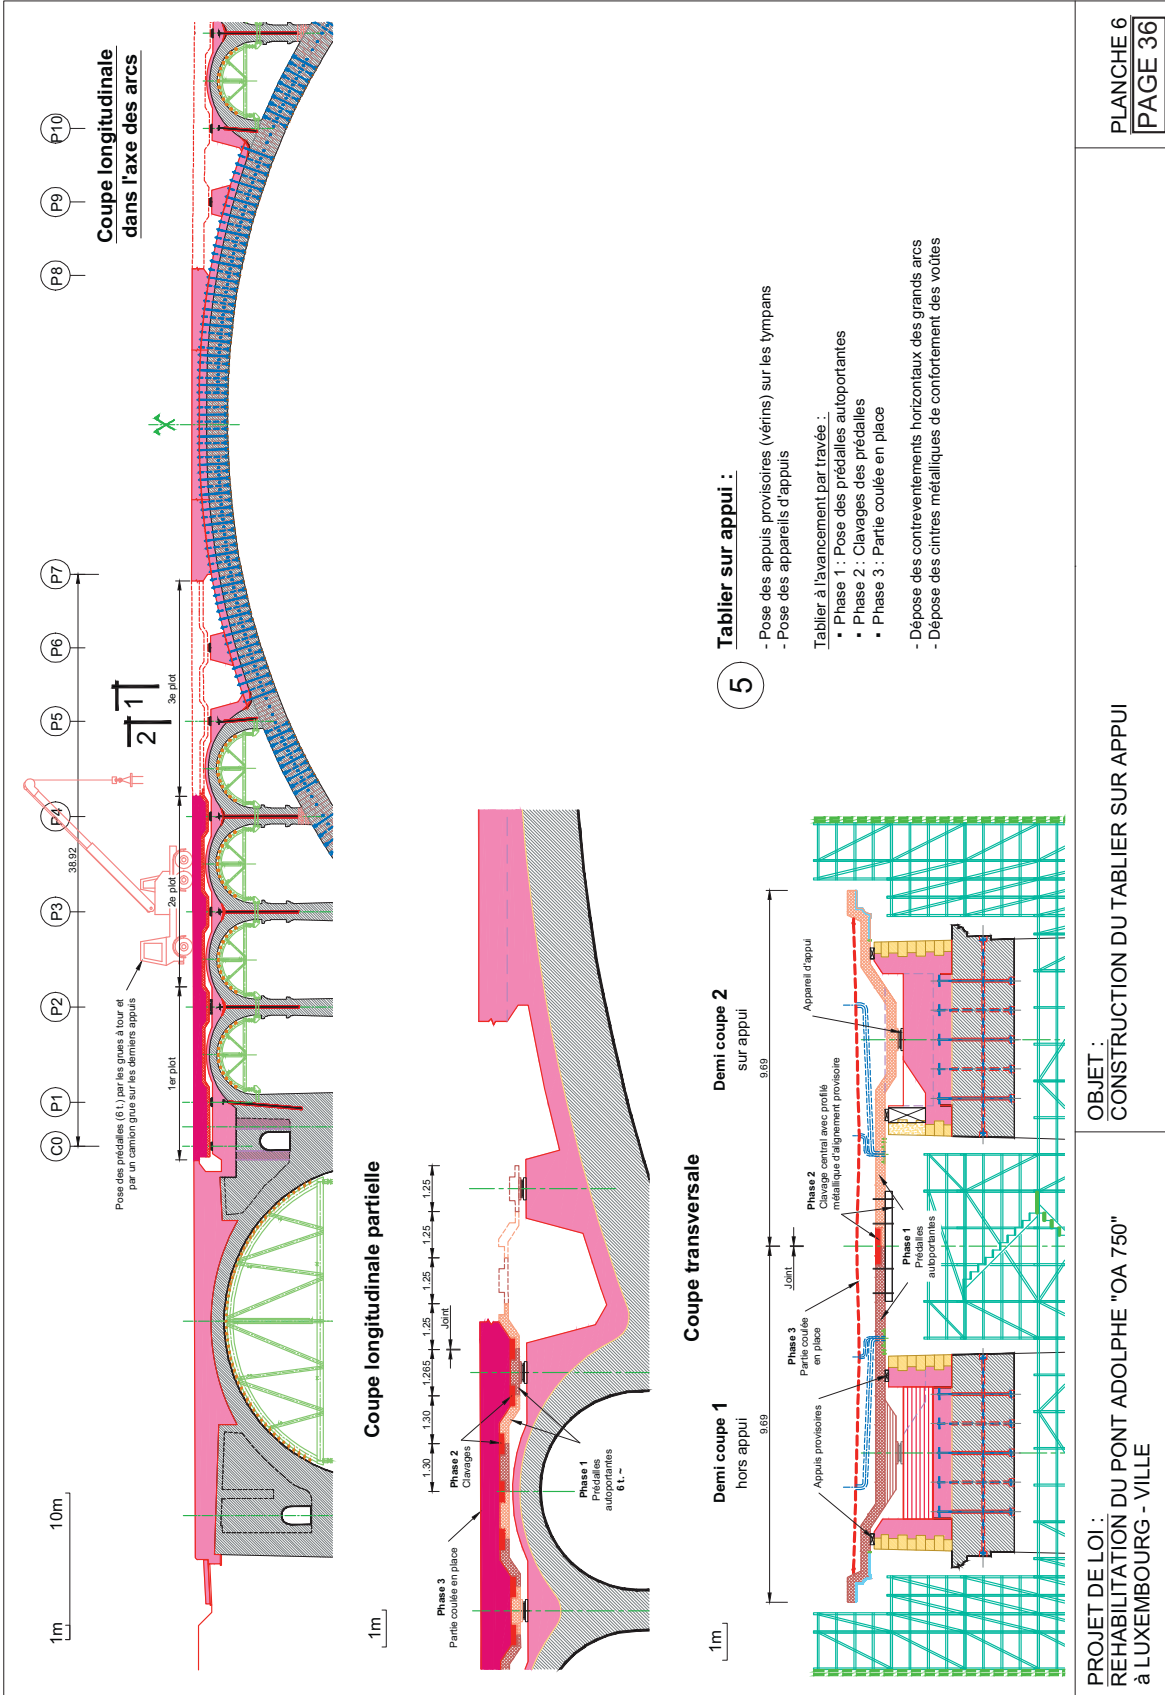 1m
10m
C0
P1
P2
P3
P4
P5
P6
P7
P8
P9
P10
Coupe longitudinale
dans l'axe des arcs
38.92
Pose des prédalles (6 t.) par les grues à tour et
par un camion grue sur les derniers appuis
1er plot
2e plot
3e plot
2
1
Coupe longitudinale partielle
1m
1.30
1.30
1.265
1.25
1.25
1.25
1.25
Joint
Phase 3
Partie coulée en place
Phase 2
Clavages
Phase 1
Prédalles
autoportantes
6 t. ~
5
Tablier sur appui :
- Pose des appuis provisoires (vérins) sur les tympans
- Pose des appareils d'appuis
Tablier à l'avancement par travée :
▪ Phase 1 : Pose des prédalles autoportantes
▪ Phase 2 : Clavages des prédalles
▪ Phase 3 : Partie coulée en place
- Dépose des contreventements horizontaux des grands arcs
- Dépose des cintres métalliques de confortement des voûtes
Coupe transversale
1m
Demi coupe 1
hors appui
Demi coupe 2
sur appui
9.69
9.69
Joint
Appuis provisoires
Phase 3
Partie coulée
en place
Phase 1
Prédalles
autoportantes
Phase 2
Clavage central avec profilé
métallique d'alignement provisoire
Appareil d'appui
PROJET DE LOI :
REHABILITATION DU PONT ADOLPHE "OA 750"
à LUXEMBOURG - VILLE
OBJET :
CONSTRUCTION DU TABLIER SUR APPUI
PLANCHE 6
PAGE 36